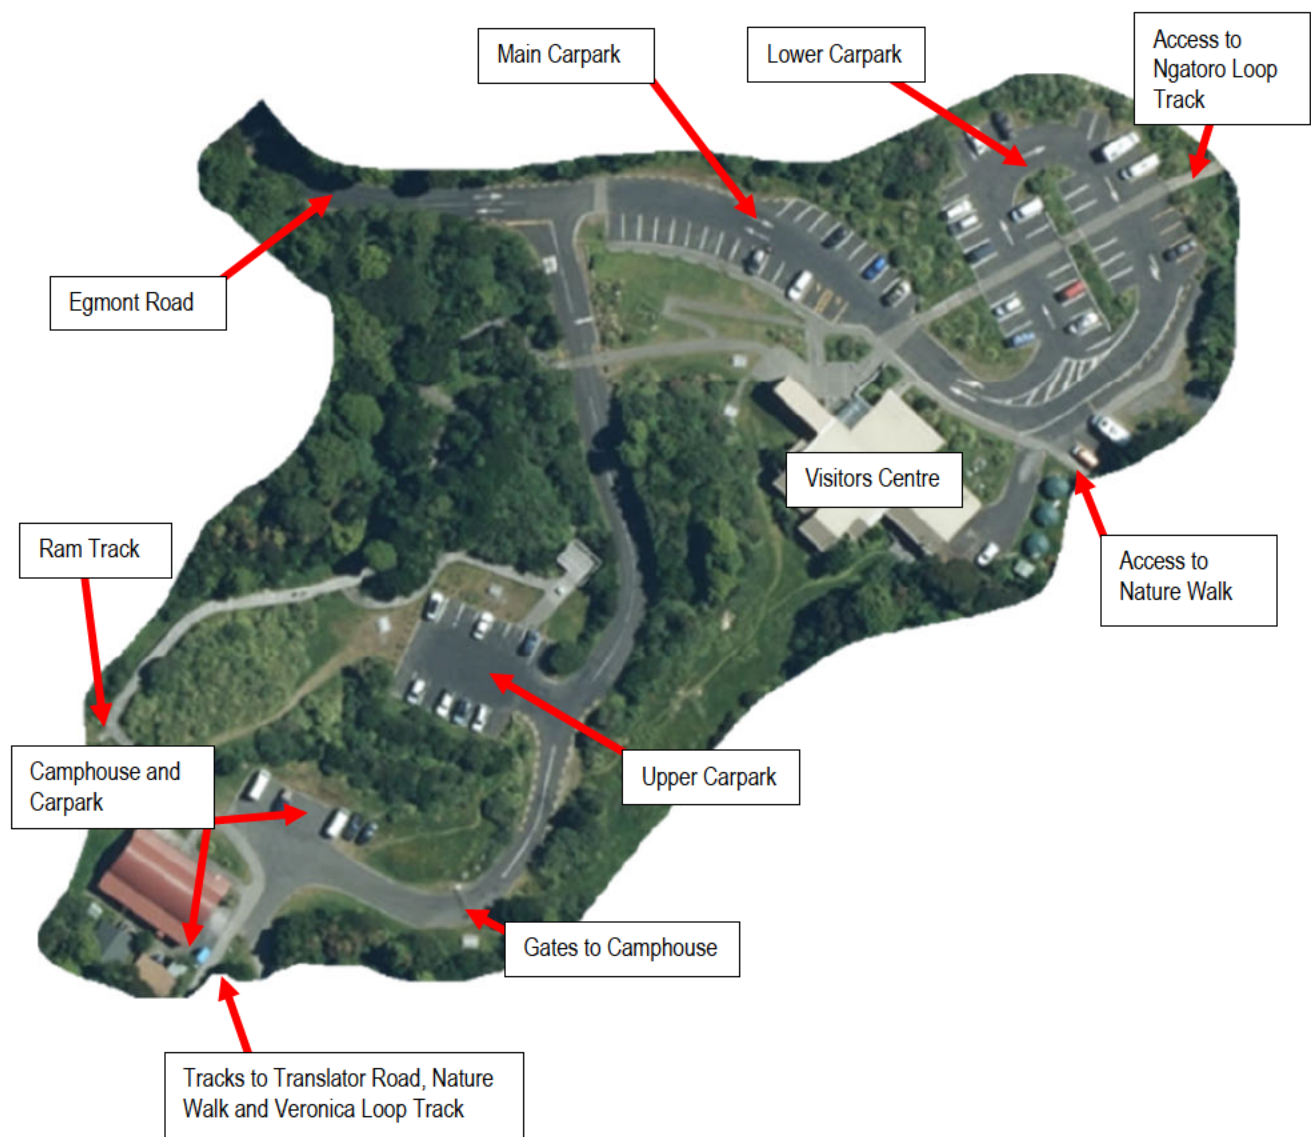 Main Carpark
Lower Carpark
Access to
Ngatoro Loop
Track
Egmont Road
Visitors Centre
Ram Track
Access to
Nature Walk
Camphouse and
Carpark
Upper Carpark
Gates to Camphouse
Tracks to Translator Road, Nature
Walk and Veronica Loop Track